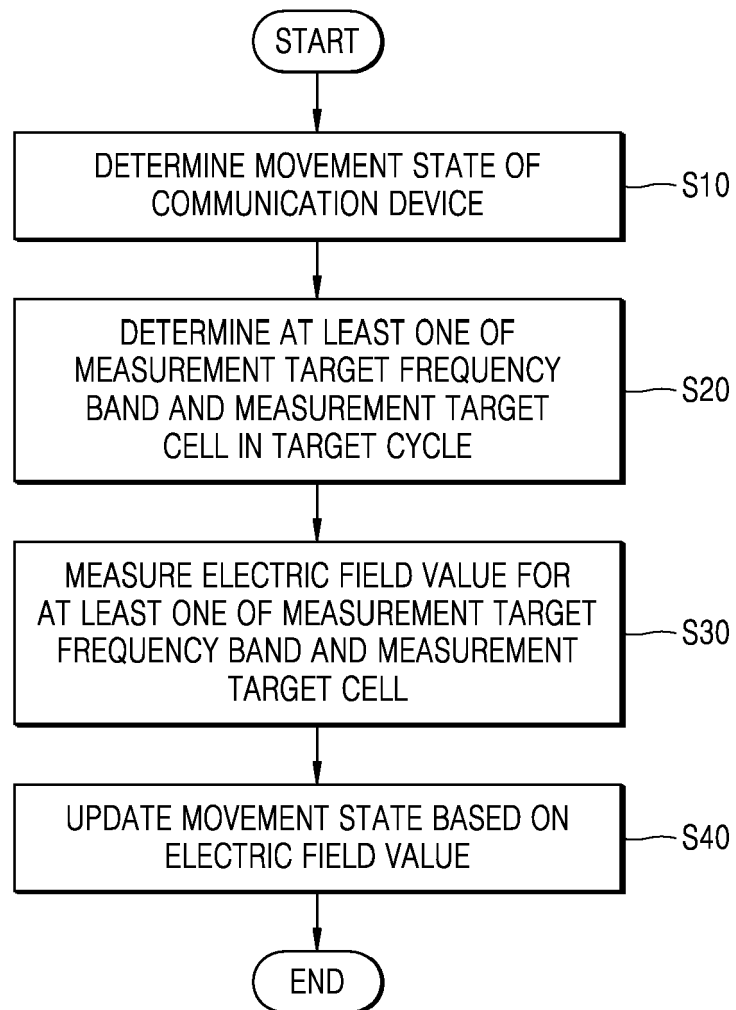 START
DETERMINE MOVEMENT STATE OF
COMMUNICATION DEVICE
S10
DETERMINE AT LEAST ONE OF
MEASUREMENT TARGET FREQUENCY
BAND AND MEASUREMENT TARGET
CELL IN TARGET CYCLE
S20
MEASURE ELECTRIC FIELD VALUE FOR
AT LEAST ONE OF MEASUREMENT TARGET
FREQUENCY BAND AND MEASUREMENT
TARGET CELL
S30
UPDATE MOVEMENT STATE BASED ON
ELECTRIC FIELD VALUE
S40
END